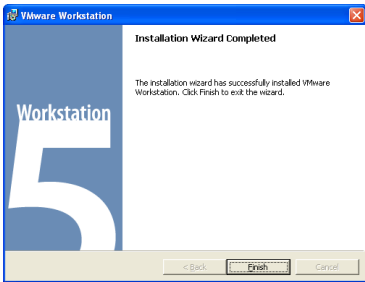 VMware Workstation
Installation Wizard Completed
The installation wizard has successfully installed VMware
Workstation. Click Finish to exit the wizard.
Workstation
5
< Back
Finish
Cancel